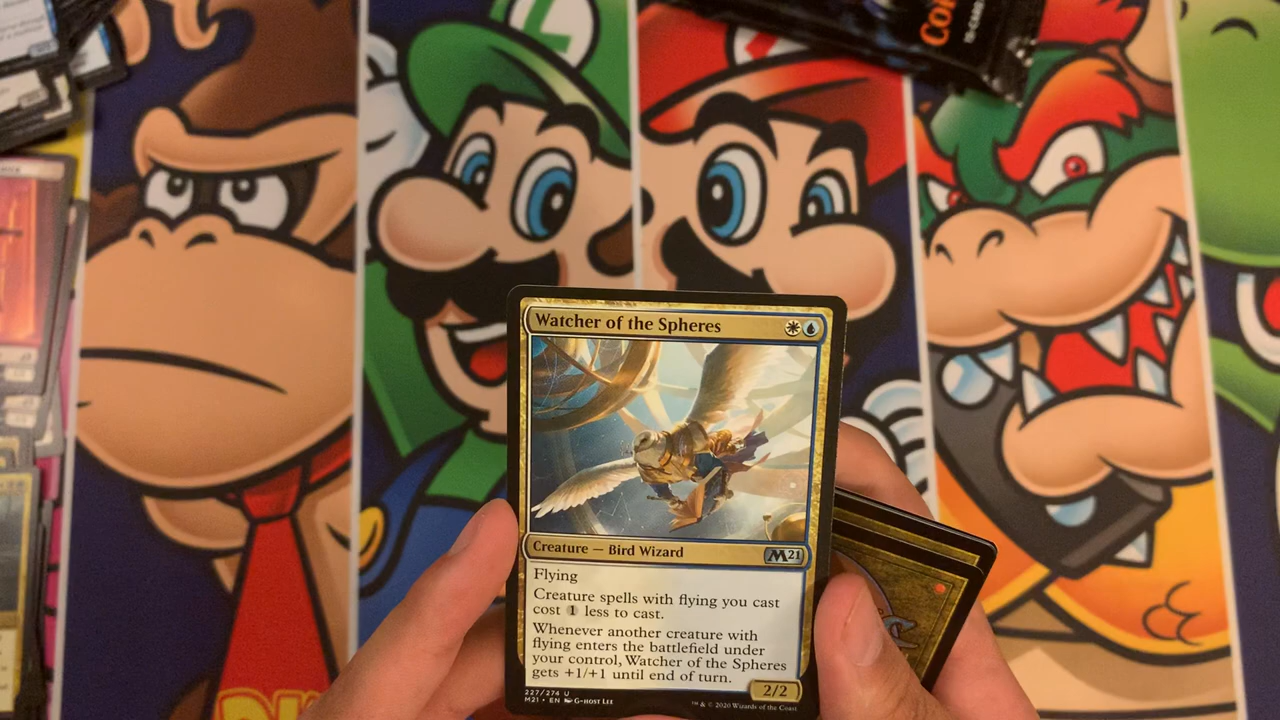 Watcher of the Spheres
Creature — Bird Wizard
M21
Flying
Creature spells with flying you cast
cost 1 less to cast.
Whenever another creature with
flying enters the battlefield under
your control, Watcher of the Spheres
gets +1/+1 until end of turn.
2/2
227/274 U
M21 • EN G-host Lee
™ & © 2020 Wizards of the Coast
L